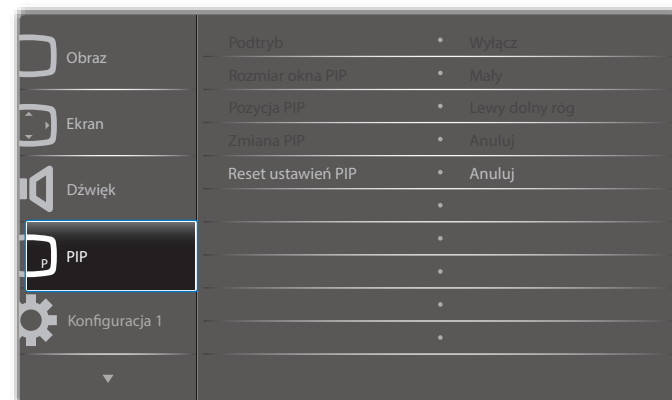 Obraz
Ekran
Dźwięk
P
PIP
Konfiguracja 1
Podtryb • Wyłącz
Rozmiar okna PIP • Mały
Pozycja PIP • Lewy dolny róg
Zmiana PIP • Anuluj
Reset ustawień PIP • Anuluj